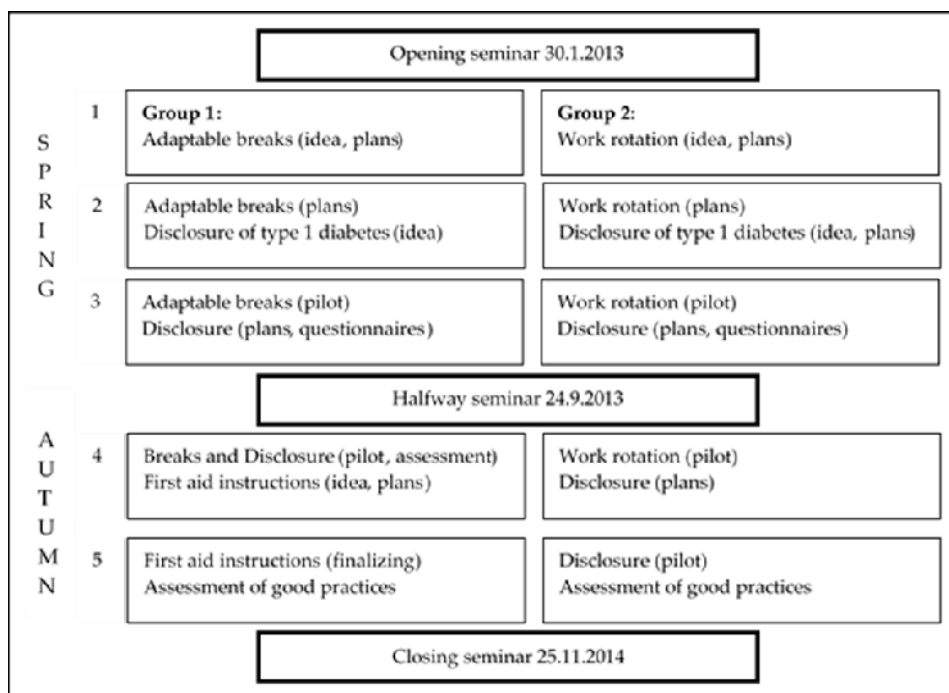 Opening seminar 30.1.2013
SPRING
1
Group 1:
Adaptable breaks (idea, plans)
Group 2:
Work rotation (idea, plans)
2
Adaptable breaks (plans)
Disclosure of type 1 diabetes (idea)
Work rotation (plans)
Disclosure of type 1 diabetes (idea, plans)
3
Adaptable breaks (pilot)
Disclosure (plans, questionnaires)
Work rotation (pilot)
Disclosure (plans, questionnaires)
Halfway seminar 24.9.2013
AUTUMN
4
Breaks and Disclosure (pilot, assessment)
First aid instructions (idea, plans)
Work rotation (pilot)
Disclosure (plans)
5
First aid instructions (finalizing)
Assessment of good practices
Disclosure (pilot)
Assessment of good practices
Closing seminar 25.11.2014